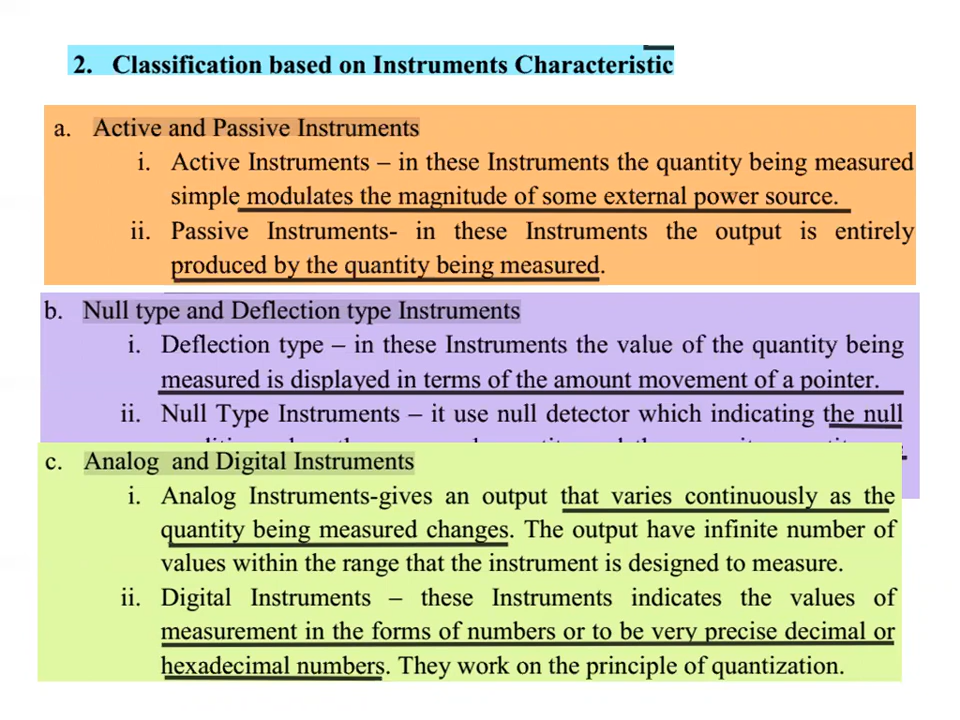 2. Classification based on Instruments Characteristic
a. Active and Passive Instruments
i. Active Instruments – in these Instruments the quantity being measured
simple modulates the magnitude of some external power source.
ii. Passive Instruments- in these Instruments the output is entirely
produced by the quantity being measured.
b. Null type and Deflection type Instruments
i. Deflection type – in these Instruments the value of the quantity being
measured is displayed in terms of the amount movement of a pointer.
ii. Null Type Instruments – it use null detector which indicating the null
c. Analog and Digital Instruments
i. Analog Instruments-gives an output that varies continuously as the
quantity being measured changes. The output have infinite number of
values within the range that the instrument is designed to measure.
ii. Digital Instruments – these Instruments indicates the values of
measurement in the forms of numbers or to be very precise decimal or
hexadecimal numbers. They work on the principle of quantization.